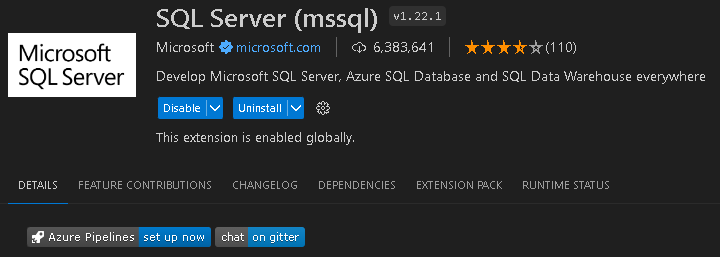 SQL Server (mssql) v1.22.1
Microsoft
SQL Server
Microsoft microsoft.com 6,383,641 (110)
Develop Microsoft SQL Server, Azure SQL Database and SQL Data Warehouse everywhere
Disable Uninstall
This extension is enabled globally.
DETAILS FEATURE CONTRIBUTIONS CHANGELOG DEPENDENCIES EXTENSION PACK RUNTIME STATUS
Azure Pipelines set up now chat on gitter